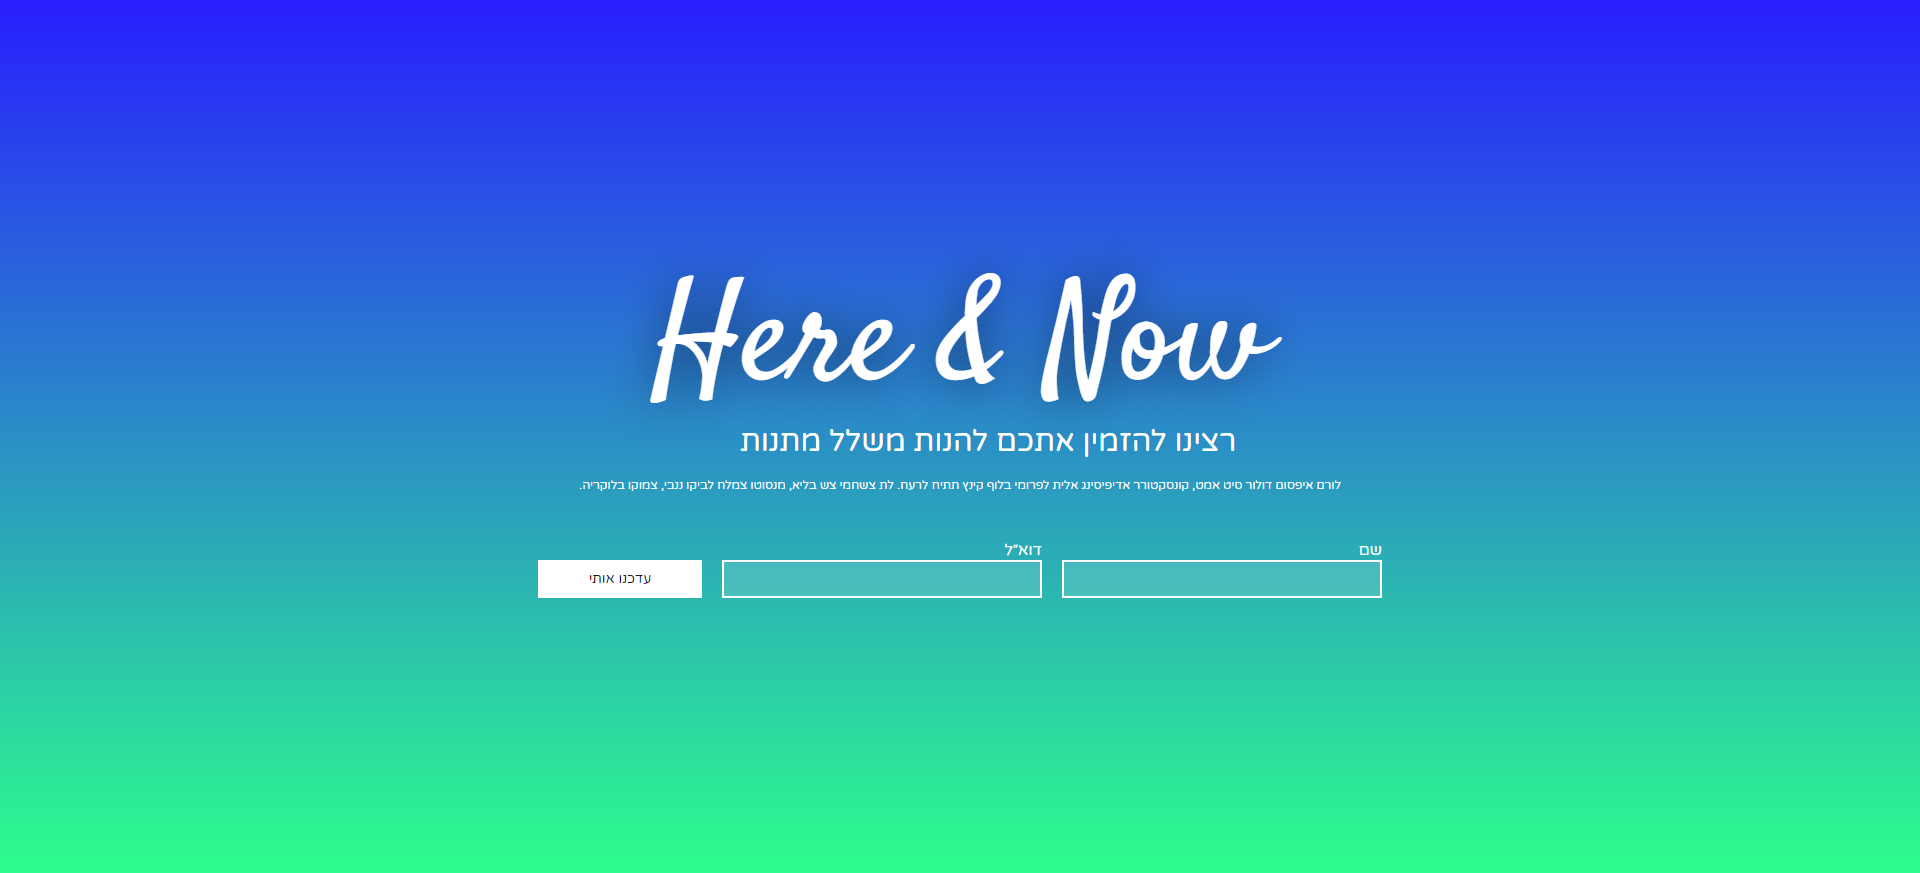 Here & Now
רצינו להזמין אתכם להנות משלל מתנות
לורם איפסום דולור סיט אמט, קונסקטורר אדיפיסינג אלית לפרומי בלוף קינץ תתיח לרעח. לת צשחמי צש בליא, מנסוטו צמלח לביקו ננבי, צמוקו בלוקריה.
שם
דוא״ל
עדכנו אותי